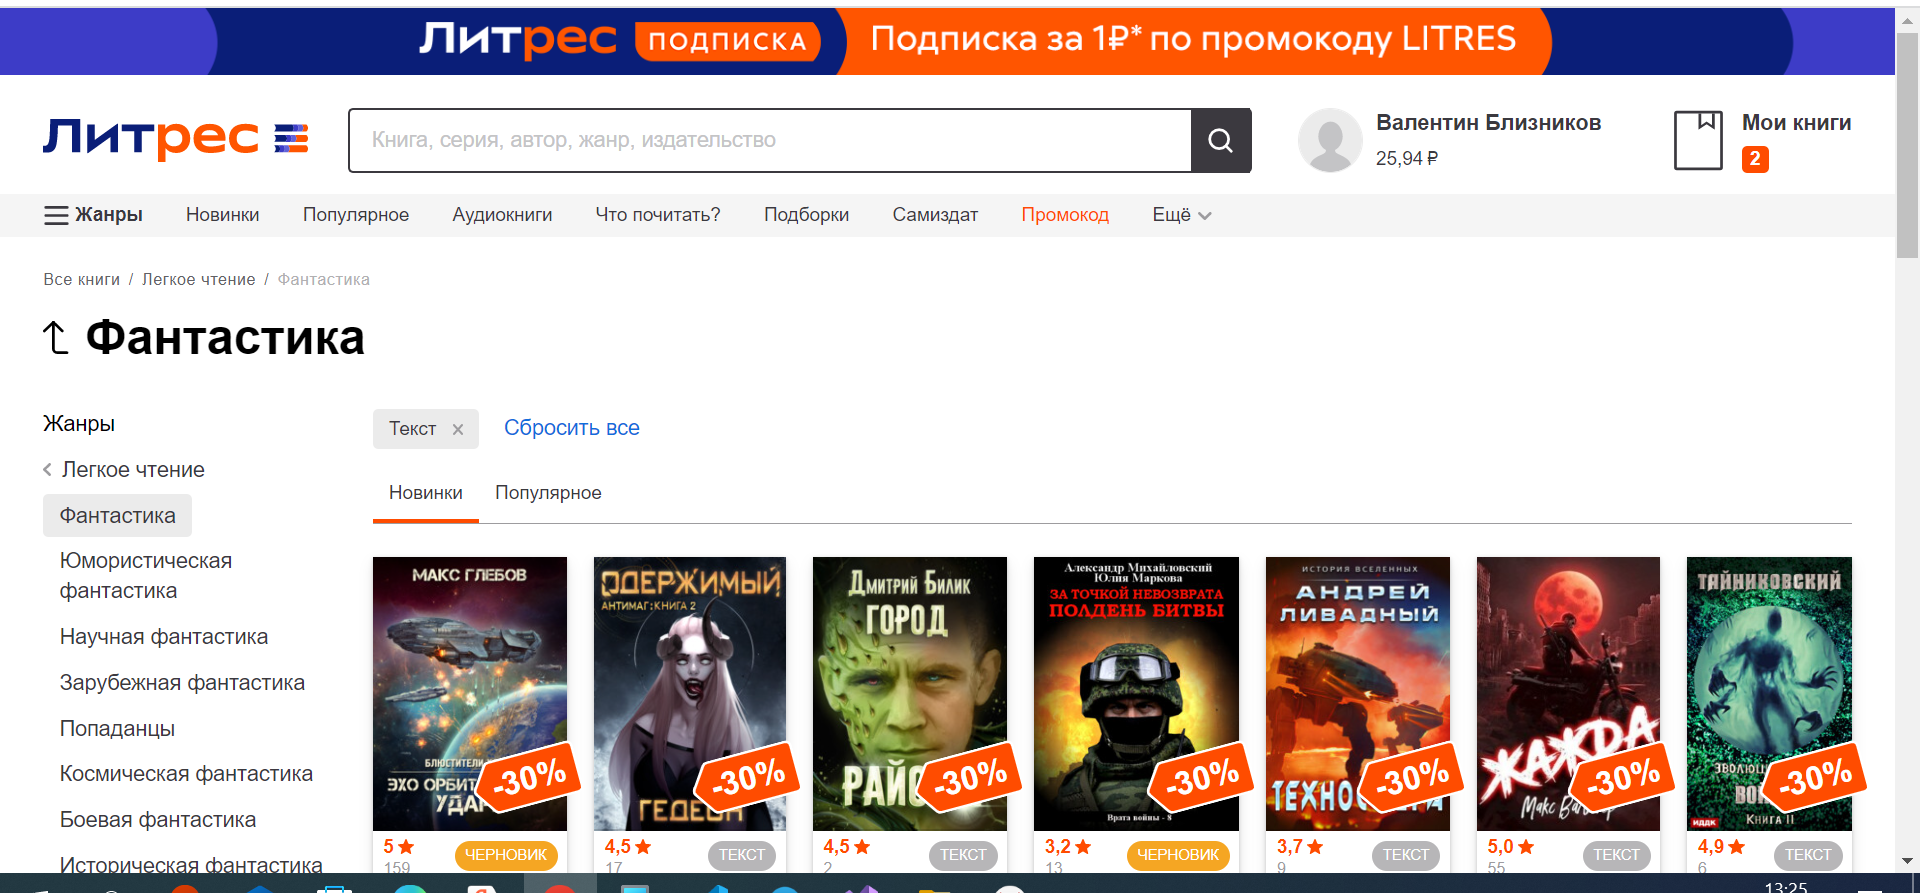 Литрес ПОДПИСКА Подписка за 1₽* по промокоду LITRES
Литрес
Книга, серия, автор, жанр, издательство
Валентин Близников
25,94 ₽
Мои книги
2
Жанры Новинки Популярное Аудиокниги Что почитать? Подборки Самиздат Промокод Ещё
Все книги / Легкое чтение / Фантастика
Фантастика
Жанры
Легкое чтение
Фантастика
Юмористическая
фантастика
Научная фантастика
Зарубежная фантастика
Попаданцы
Космическая фантастика
Боевая фантастика
Историческая фантастика
Текст × Сбросить все
Новинки Популярное
МАКС ГЛЕБОВ
БЛЮСТИТЕЛИ
ЭХО ОРБИТ
УДАР
-30%
5
159
ЧЕРНОВИК
ОДЕРЖИМЫЙ
АНТИМАГ:КНИГА 2
ГЕДЕОН
-30%
4,5
17
ТЕКСТ
Дмитрий Билик
ГОРОД
-30%
4,5
2
ТЕКСТ
Александр Михайловский
Юлия Маркова
ЗА ТОЧКОЙ НЕВОЗВРАТА
ПОЛДЕНЬ БИТВЫ
Врата войны - 8
-30%
3,2
13
ЧЕРНОВИК
ИСТОРИЯ ВСЕЛЕННЫХ
АНДРЕЙ
ЛИВАДНЫЙ
-30%
3,7
9
ТЕКСТ
ЖАЖДА
Макс
-30%
5,0
55
ТЕКСТ
ТАЙНИКОВСКИЙ
КНИГА II
ИДДК
-30%
4,9
6
ТЕКСТ
13:25